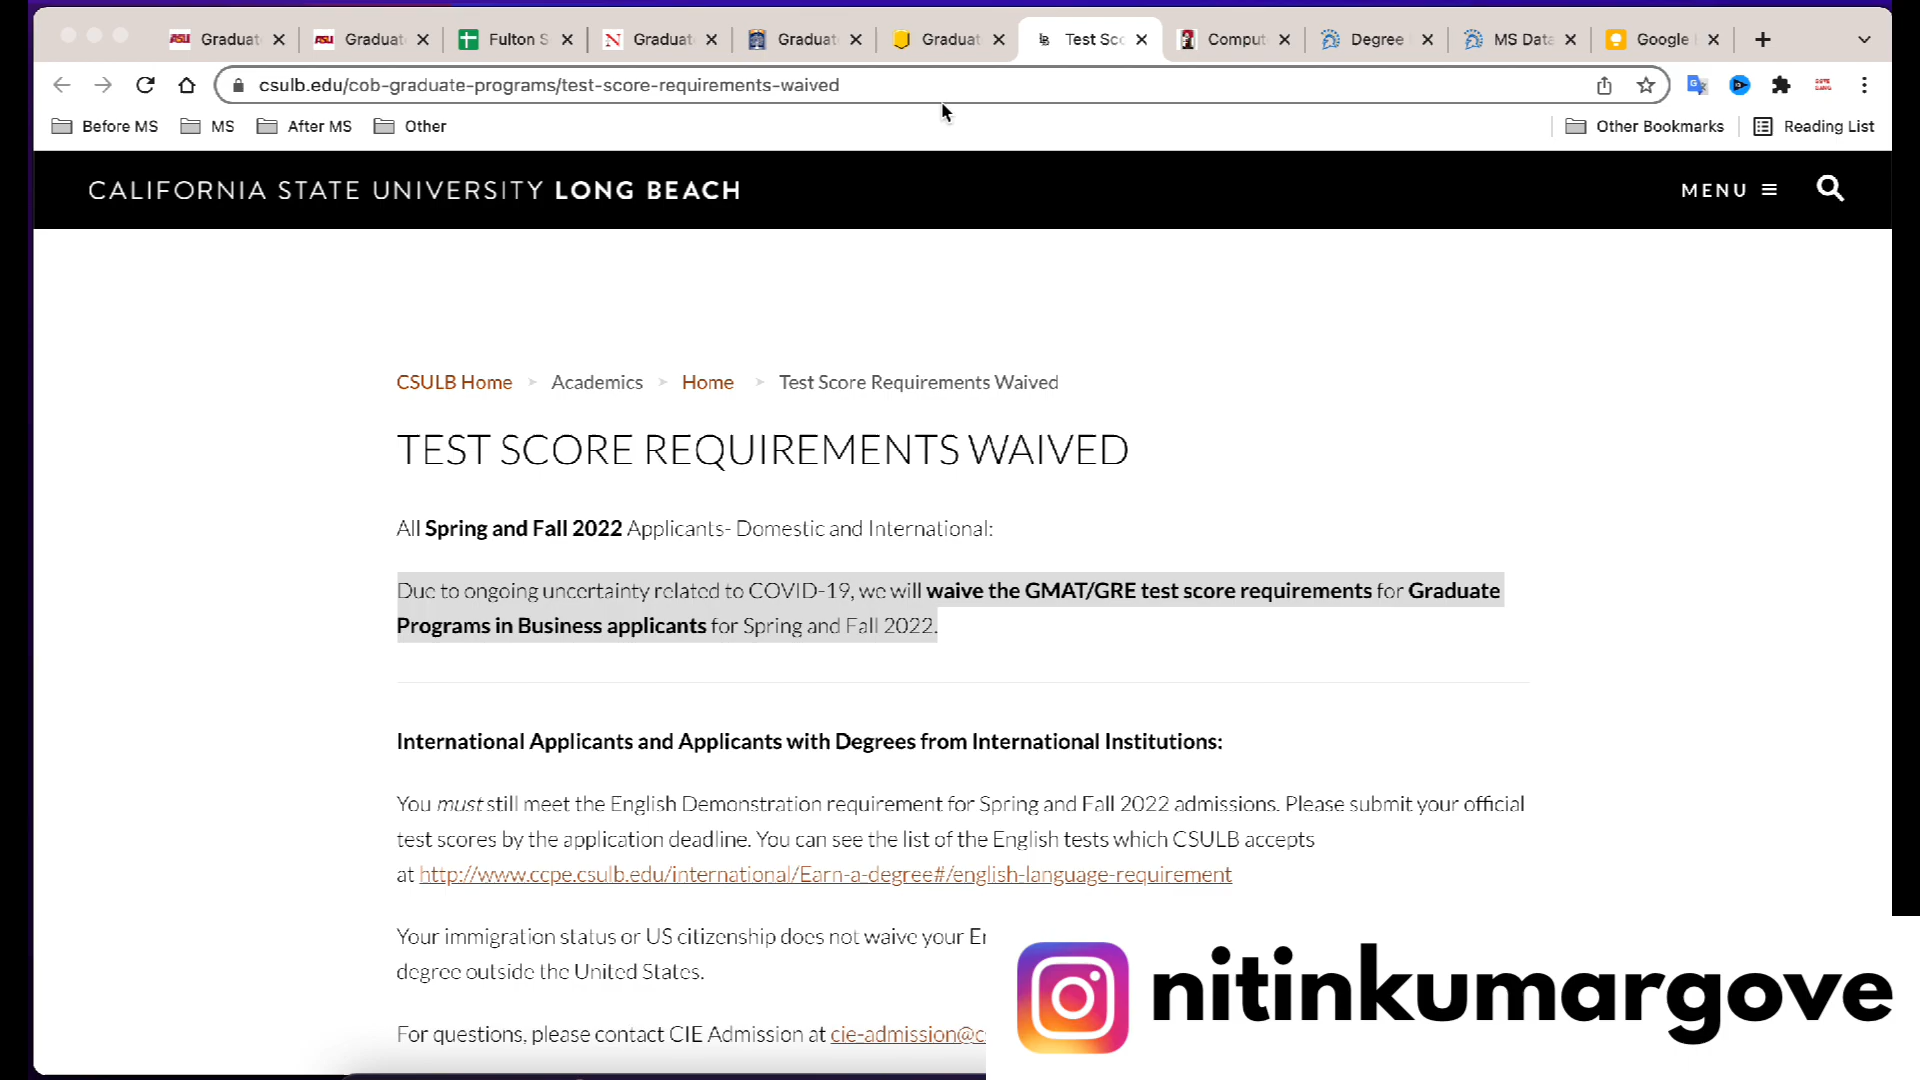 Graduat
Graduat
Fulton S
Graduat
Graduat
Graduat
Test Sco
Comput
Degree
MS Data
Google
csulb.edu/cob-graduate-programs/test-score-requirements-waived
Before MS MS After MS Other Other Bookmarks Reading List
CALIFORNIA STATE UNIVERSITY LONG BEACH MENU
CSULB Home Academics Home Test Score Requirements Waived
TEST SCORE REQUIREMENTS WAIVED
All Spring and Fall 2022 Applicants- Domestic and International:
Due to ongoing uncertainty related to COVID-19, we will waive the GMAT/GRE test score requirements for Graduate
Programs in Business applicants for Spring and Fall 2022.
International Applicants and Applicants with Degrees from International Institutions:
You must still meet the English Demonstration requirement for Spring and Fall 2022 admissions. Please submit your official
test scores by the application deadline. You can see the list of the English tests which CSULB accepts
at http://www.ccpe.csulb.edu/international/Earn-a-degree#/english-language-requirement
Your immigration status or US citizenship does not waive your En
degree outside the United States.
For questions, please contact CIE Admission at cie-admission@c
nitinkumargove